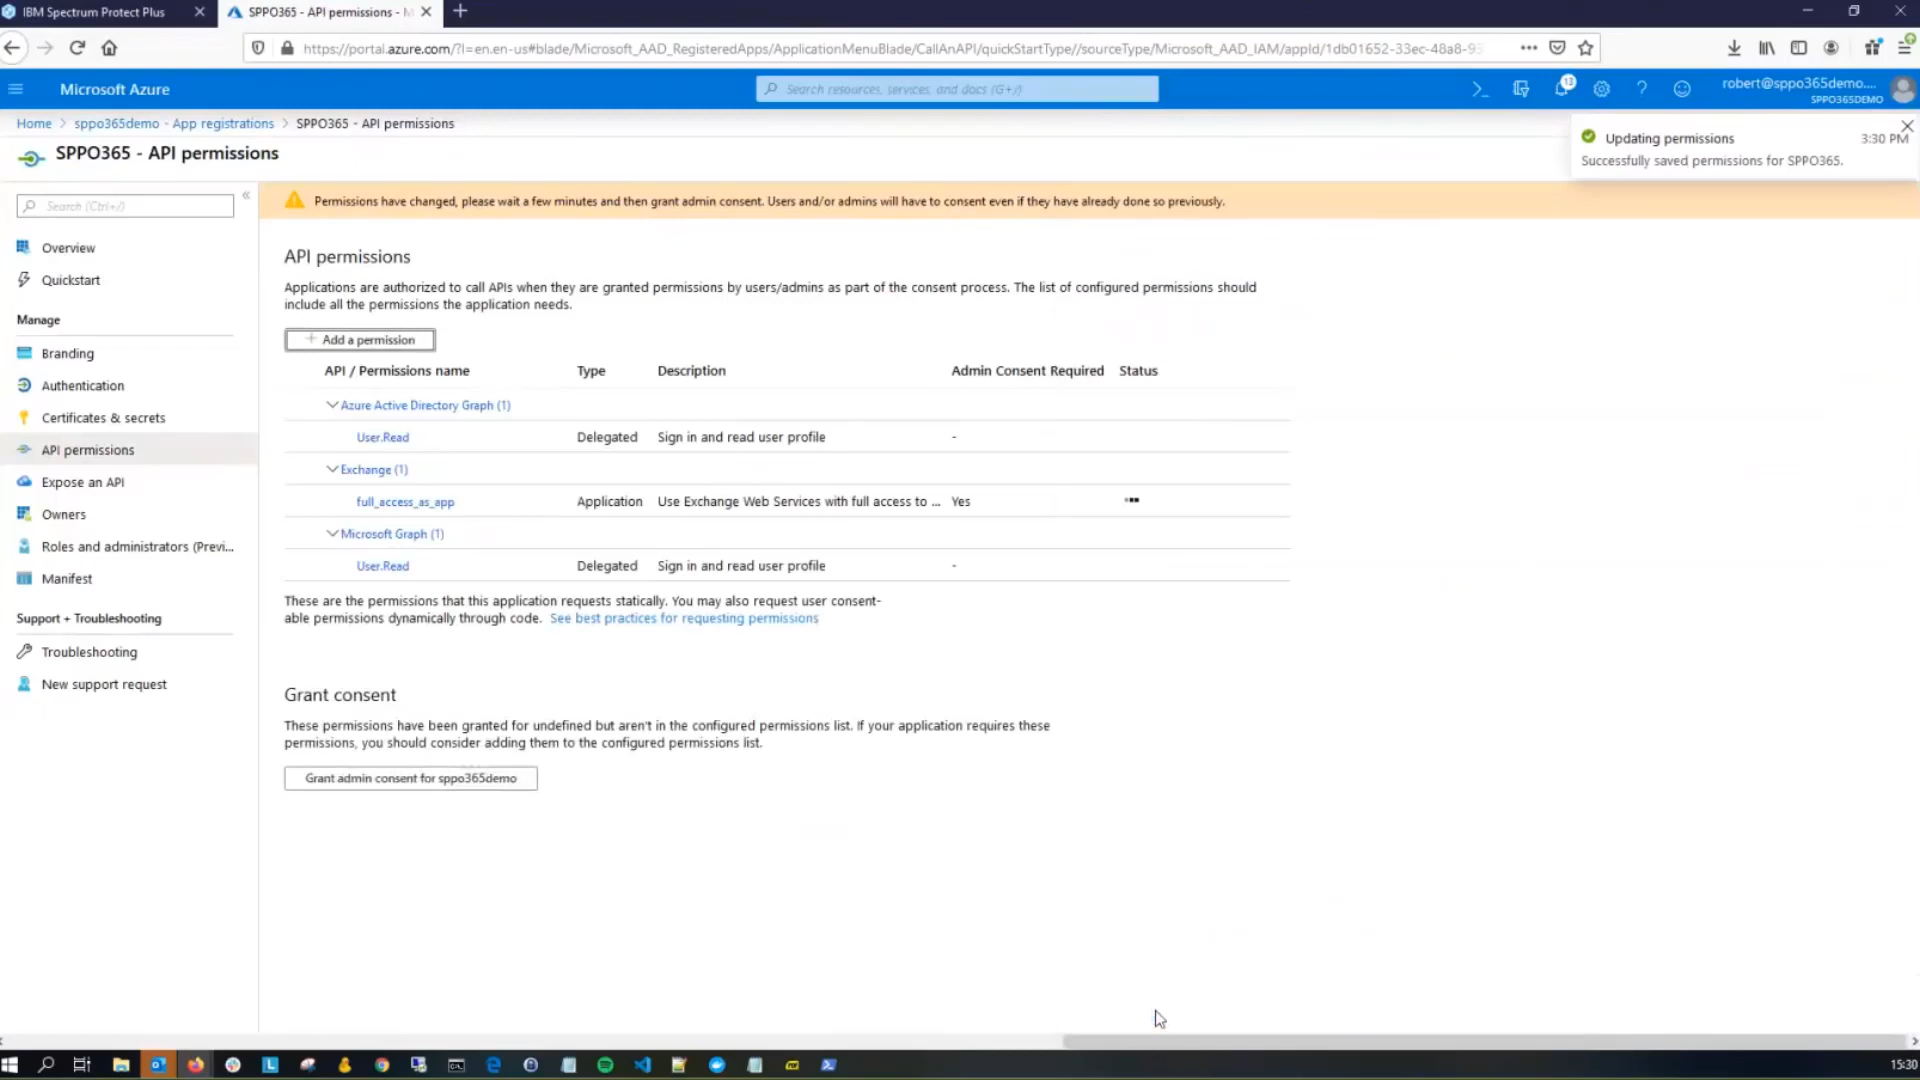 IBM Spectrum Protect Plus
SPPO365 - API permissions - M
https://portal.azure.com/?l=en.en-us#blade/Microsoft_AAD_RegisteredApps/ApplicationMenuBlade/CallAnAPI/quickStartType//sourceType/Microsoft_AAD_IAM/appId/1db01652-33ec-48a8-93
Microsoft Azure
Search resources, services, and docs (G+/)
13
robert@sppo365demo....
SPPO365DEMO
Home > sppo365demo - App registrations > SPPO365 - API permissions
SPPO365 - API permissions
Updating permissions
3:30 PM
Successfully saved permissions for SPPO365.
Search (Ctrl+/)
Overview
Quickstart
Manage
Branding
Authentication
Certificates & secrets
API permissions
Expose an API
Owners
Roles and administrators (Previ...
Manifest
Support + Troubleshooting
Troubleshooting
New support request
Permissions have changed, please wait a few minutes and then grant admin consent. Users and/or admins will have to consent even if they have already done so previously.
API permissions
Applications are authorized to call APIs when they are granted permissions by users/admins as part of the consent process. The list of configured permissions should
include all the permissions the application needs.
+ Add a permission
API / Permissions name Type Description Admin Consent Required Status
Azure Active Directory Graph (1)
User.Read Delegated Sign in and read user profile -
Exchange (1)
full_access_as_app Application Use Exchange Web Services with full access to ... Yes
Microsoft Graph (1)
User.Read Delegated Sign in and read user profile -
These are the permissions that this application requests statically. You may also request user consent-
able permissions dynamically through code. See best practices for requesting permissions
Grant consent
These permissions have been granted for undefined but aren't in the configured permissions list. If your application requires these
permissions, you should consider adding them to the configured permissions list.
Grant admin consent for sppo365demo
15:30